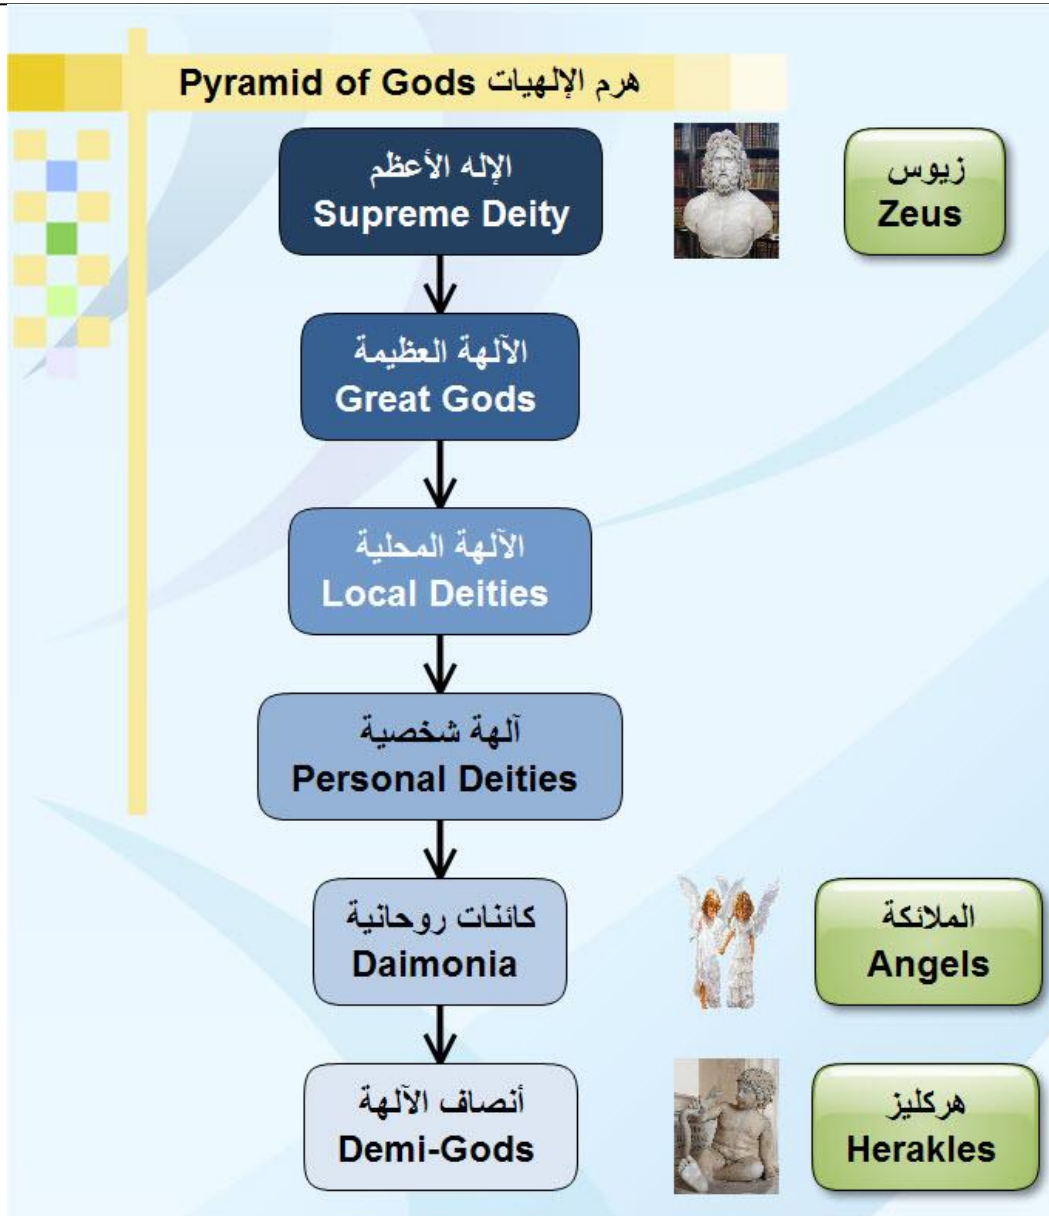 Pyramid of Gods هرم الإلهيات
الإله الأعظم
Supreme Deity
زيوس
Zeus
الآلهة العظيمة
Great Gods
الآلهة المحلية
Local Deities
آلهة شخصية
Personal Deities
كائنات روحانية
Daimonia
الملائكة
Angels
أنصاف الآلهة
Demi-Gods
هركليز
Herakles